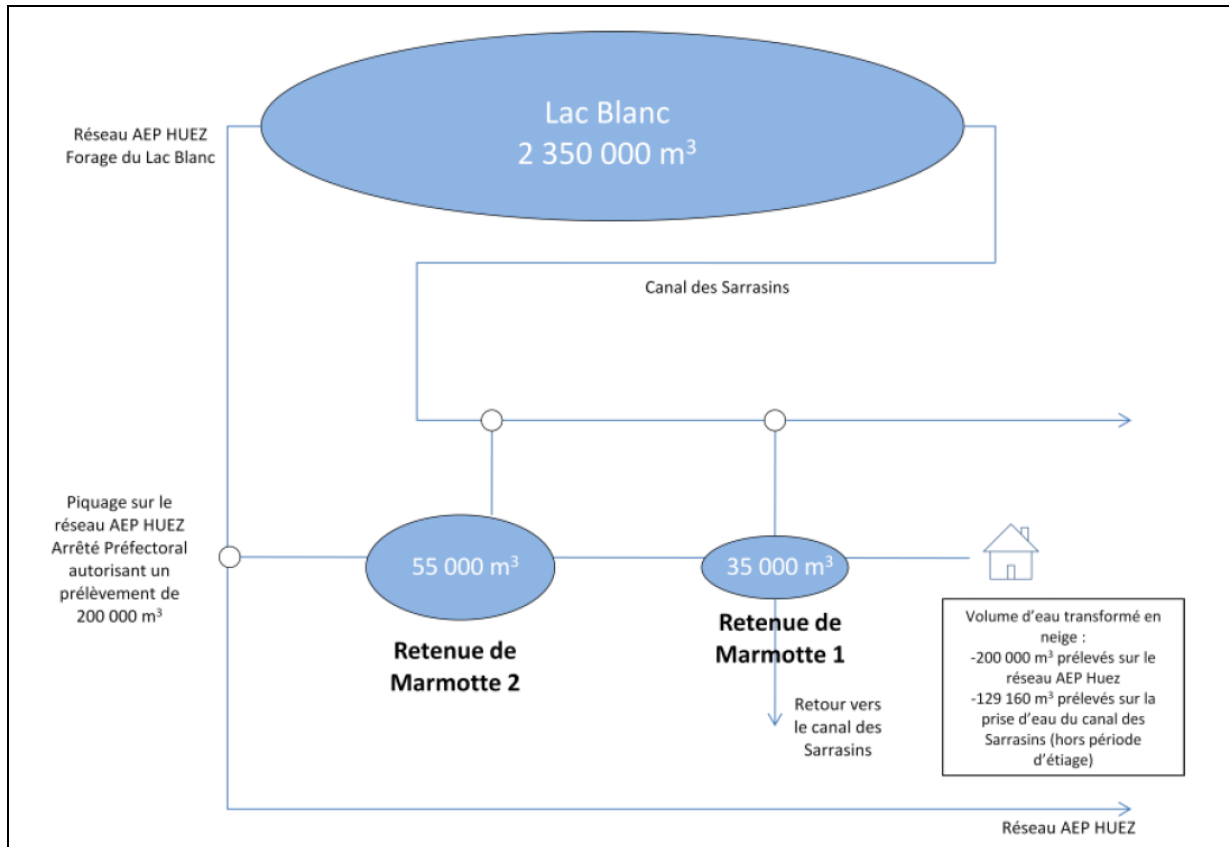 Lac Blanc
2 350 000 m³
Réseau AEP HUEZ
Forage du Lac Blanc
Canal des Sarrasins
Piquage sur le
réseau AEP HUEZ
Arrêté Préfectoral
autorisant un
prélèvement de
200 000 m³
55 000 m³
35 000 m³
Retenue de
Marmotte 2
Retenue de
Marmotte 1
Retour vers
le canal des
Sarrasins
Volume d’eau transformé en
neige :
-200 000 m³ prélevés sur le
réseau AEP Huez
-129 160 m³ prélevés sur la
prise d’eau du canal des
Sarrasins (hors période
d’étiage)
Réseau AEP HUEZ